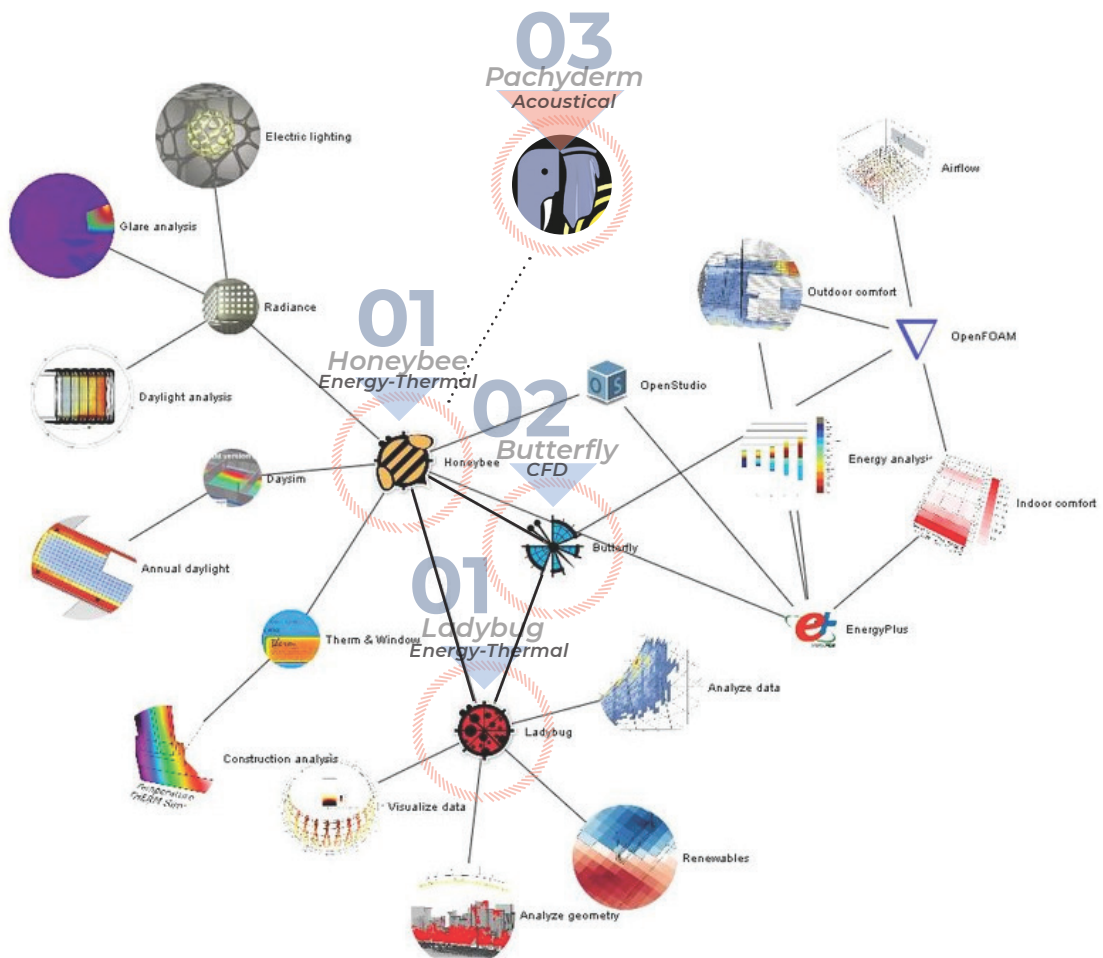 03
Pachyderm
Acoustical
Electric lighting
Airflow
Glare analysis
Outdoor comfort
Radiance
01
Honeybee
Energy-Thermal
OpenFOAM
OpenStudio
OS
Daylight analysis
02
Butterfly
CFD
Honeybee
Energy analysis
Daysim
Indoor comfort
Butterfly
Annual daylight
01
Ladybug
Energy-Thermal
Therm & Window
e+
EnergyPlus
Analyze data
Ladybug
Construction analysis
Temperature
Visualize data
Renewables
Analyze geometry